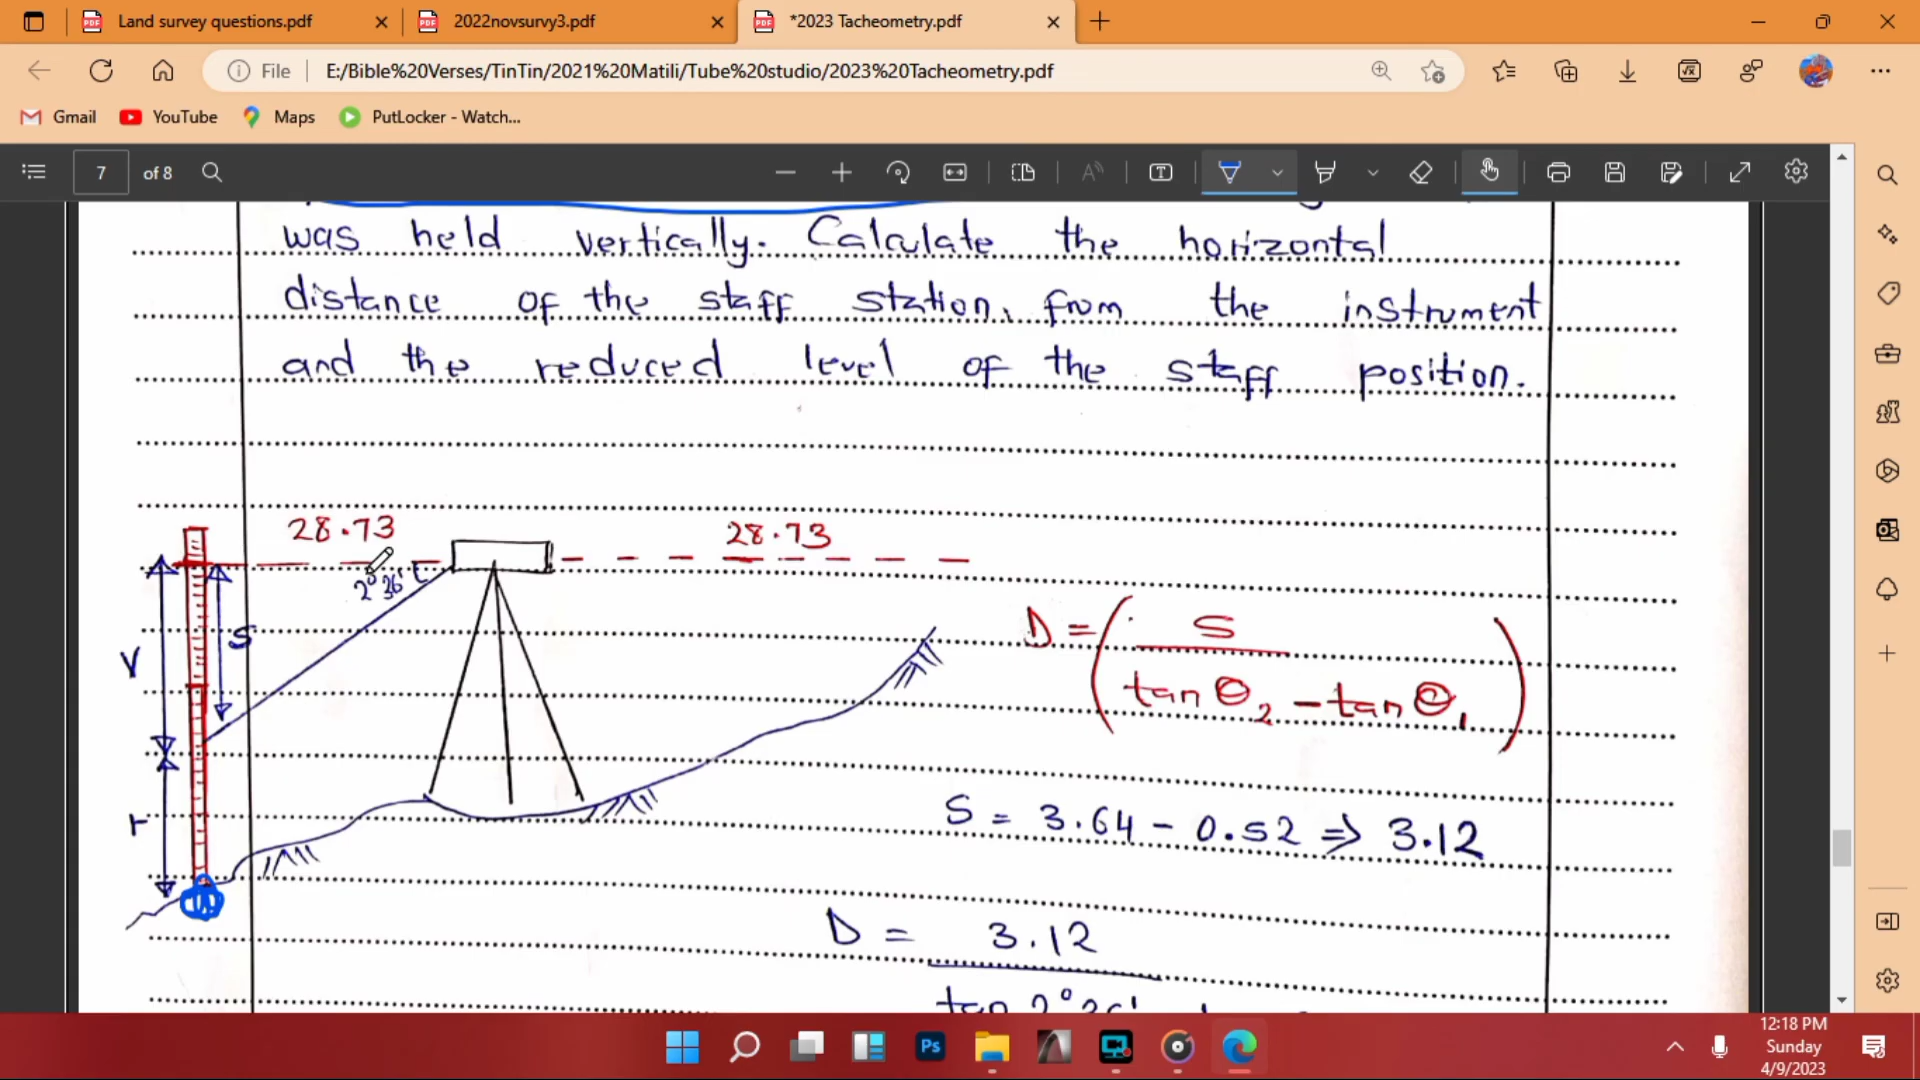 Land survey questions.pdf
2022novsurvy3.pdf
*2023 Tacheometry.pdf
File
E:/Bible%20Verses/TinTin/2021%20Matili/Tube%20studio/2023%20Tacheometry.pdf
Gmail
YouTube
Maps
PutLocker - Watch...
7 of 8
was held vertically. Calculate the horizontal
distance of the staff station, from the instrument
and the reduced level of the staff position.
28.73
28.73
2°36'
V
S
r
D = ( S / tan θ2 - tan θ1 )
S = 3.64 - 0.52 ⇒ 3.12
D = 3.12
Ps
12:18 PM
Sunday
4/9/2023